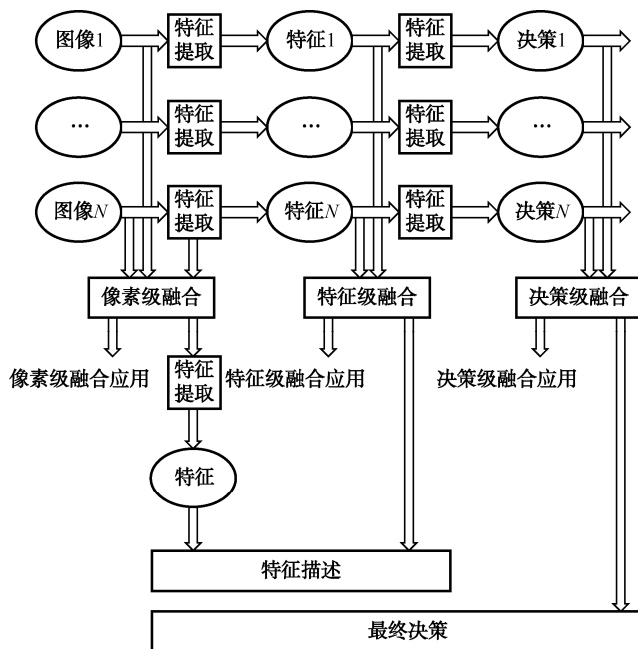 图像1
特征
提取
特征1
特征
提取
决策1
…
特征
提取
…
特征
提取
…
图像N
特征
提取
特征N
特征
提取
决策N
像素级融合
特征级融合
决策级融合
像素级融合应用
特征
提取
特征级融合应用
决策级融合应用
特征
特征描述
最终决策